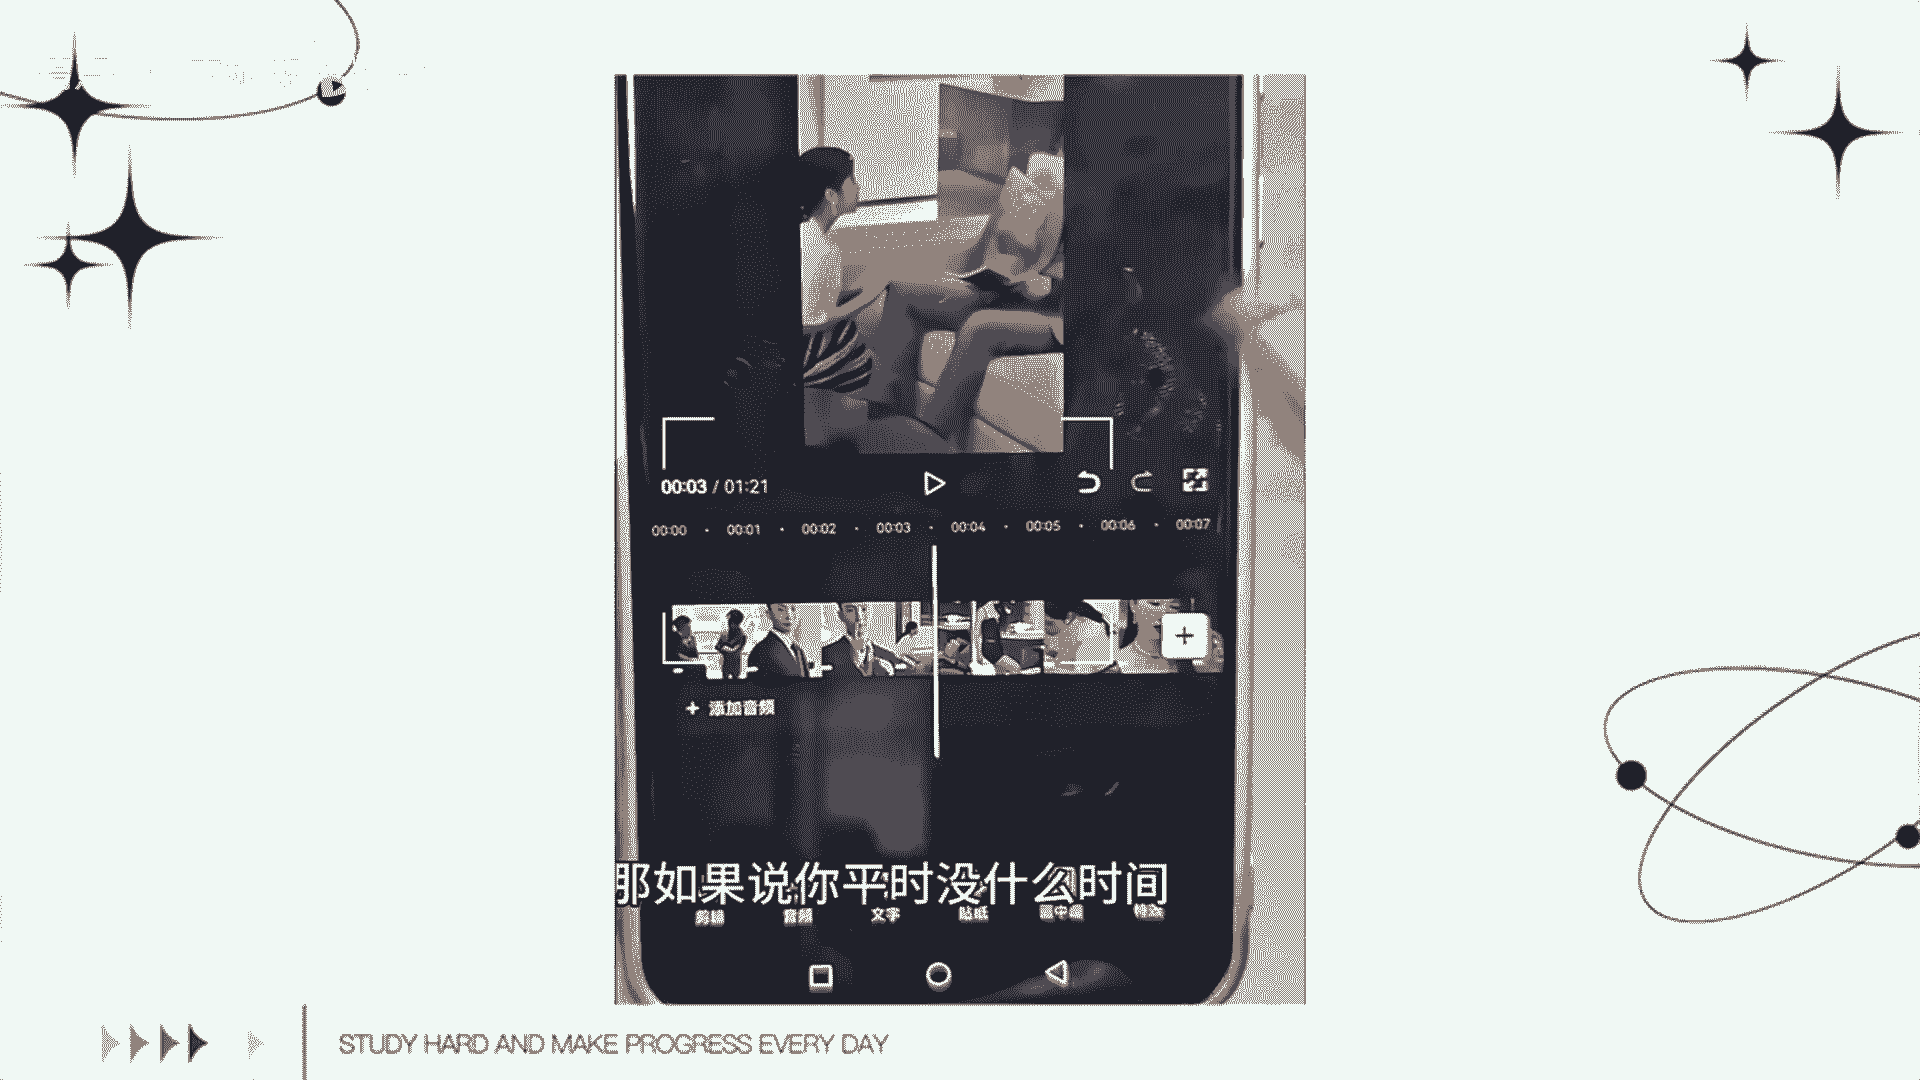 00:03 / 01:21
00:00 00:01 00:02 00:03 00:04 00:05 00:06 00:07
+ 添加音频
那如果说你平时没什么时间
剪辑 音频 文字 贴纸 画中画 特效
STUDY HARD AND MAKE PROGRESS EVERY DAY